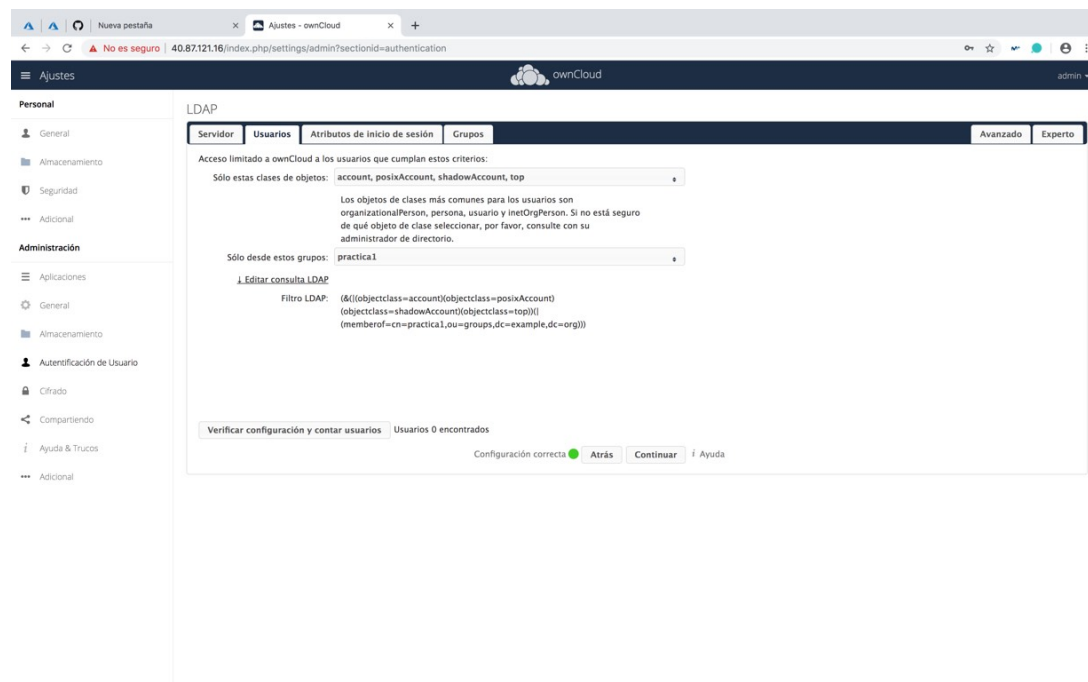 Nueva pestaña
Ajustes - ownCloud
No es seguro 40.87.121.16/index.php/settings/admin?sectionid=authentication
Ajustes
ownCloud
admin
Personal
General
Almacenamiento
Seguridad
Adicional
Administración
Aplicaciones
General
Almacenamiento
Autentificación de Usuario
Cifrado
Compartiendo
Ayuda & Trucos
Adicional
LDAP
Servidor Usuarios Atributos de inicio de sesión Grupos Avanzado Experto
Acceso limitado a ownCloud a los usuarios que cumplan estos criterios:
Sólo estas clases de objetos: account, posixAccount, shadowAccount, top
Los objetos de clases más comunes para los usuarios son
organizationalPerson, persona, usuario y inetOrgPerson. Si no está seguro
de qué objeto de clase seleccionar, por favor, consulte con su
administrador de directorio.
Sólo desde estos grupos: practica1
↓ Editar consulta LDAP
Filtro LDAP: (&(|(objectclass=account)(objectclass=posixAccount)
(objectclass=shadowAccount)(objectclass=top))(|
(memberof=cn=practica1,ou=groups,dc=example,dc=org)))
Verificar configuración y contar usuarios Usuarios 0 encontrados
Configuración correcta Atrás Continuar i Ayuda